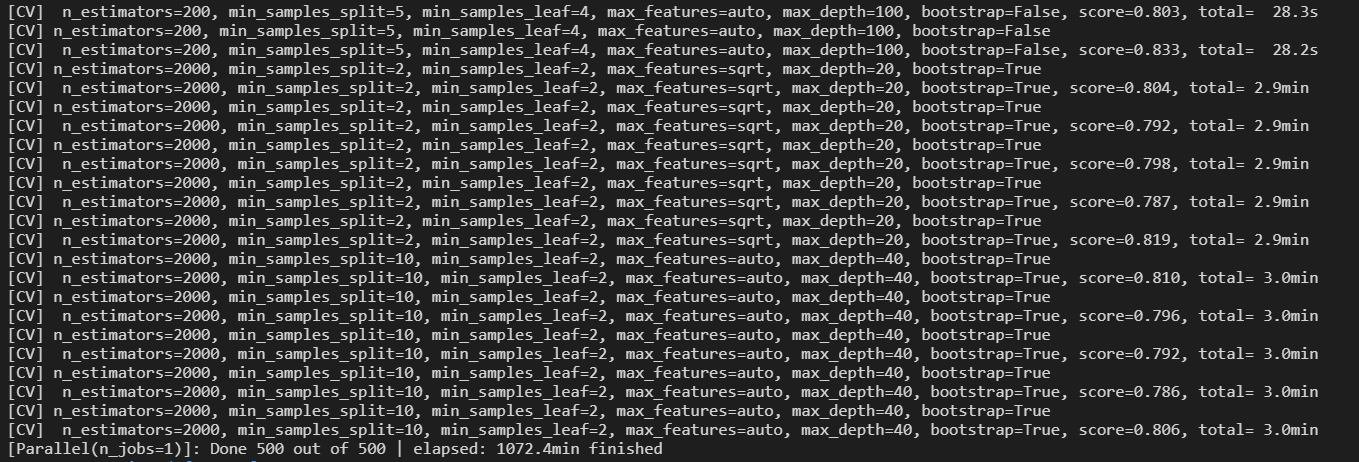 [CV]  n_estimators=200, min_samples_split=5, min_samples_leaf=4, max_features=auto, max_depth=100, bootstrap=False, score=0.803, total=  28.3s
[CV] n_estimators=200, min_samples_split=5, min_samples_leaf=4, max_features=auto, max_depth=100, bootstrap=False
[CV]  n_estimators=200, min_samples_split=5, min_samples_leaf=4, max_features=auto, max_depth=100, bootstrap=False, score=0.833, total=  28.2s
[CV] n_estimators=2000, min_samples_split=2, min_samples_leaf=2, max_features=sqrt, max_depth=20, bootstrap=True
[CV]  n_estimators=2000, min_samples_split=2, min_samples_leaf=2, max_features=sqrt, max_depth=20, bootstrap=True, score=0.804, total= 2.9min
[CV] n_estimators=2000, min_samples_split=2, min_samples_leaf=2, max_features=sqrt, max_depth=20, bootstrap=True
[CV]  n_estimators=2000, min_samples_split=2, min_samples_leaf=2, max_features=sqrt, max_depth=20, bootstrap=True, score=0.792, total= 2.9min
[CV] n_estimators=2000, min_samples_split=2, min_samples_leaf=2, max_features=sqrt, max_depth=20, bootstrap=True
[CV]  n_estimators=2000, min_samples_split=2, min_samples_leaf=2, max_features=sqrt, max_depth=20, bootstrap=True, score=0.798, total= 2.9min
[CV] n_estimators=2000, min_samples_split=2, min_samples_leaf=2, max_features=sqrt, max_depth=20, bootstrap=True
[CV]  n_estimators=2000, min_samples_split=2, min_samples_leaf=2, max_features=sqrt, max_depth=20, bootstrap=True, score=0.787, total= 2.9min
[CV] n_estimators=2000, min_samples_split=2, min_samples_leaf=2, max_features=sqrt, max_depth=20, bootstrap=True
[CV]  n_estimators=2000, min_samples_split=2, min_samples_leaf=2, max_features=sqrt, max_depth=20, bootstrap=True, score=0.819, total= 2.9min
[CV] n_estimators=2000, min_samples_split=10, min_samples_leaf=2, max_features=auto, max_depth=40, bootstrap=True
[CV]  n_estimators=2000, min_samples_split=10, min_samples_leaf=2, max_features=auto, max_depth=40, bootstrap=True, score=0.810, total= 3.0min
[CV] n_estimators=2000, min_samples_split=10, min_samples_leaf=2, max_features=auto, max_depth=40, bootstrap=True
[CV]  n_estimators=2000, min_samples_split=10, min_samples_leaf=2, max_features=auto, max_depth=40, bootstrap=True, score=0.796, total= 3.0min
[CV] n_estimators=2000, min_samples_split=10, min_samples_leaf=2, max_features=auto, max_depth=40, bootstrap=True
[CV]  n_estimators=2000, min_samples_split=10, min_samples_leaf=2, max_features=auto, max_depth=40, bootstrap=True, score=0.792, total= 3.0min
[CV] n_estimators=2000, min_samples_split=10, min_samples_leaf=2, max_features=auto, max_depth=40, bootstrap=True
[CV]  n_estimators=2000, min_samples_split=10, min_samples_leaf=2, max_features=auto, max_depth=40, bootstrap=True, score=0.786, total= 3.0min
[CV] n_estimators=2000, min_samples_split=10, min_samples_leaf=2, max_features=auto, max_depth=40, bootstrap=True
[CV]  n_estimators=2000, min_samples_split=10, min_samples_leaf=2, max_features=auto, max_depth=40, bootstrap=True, score=0.806, total= 3.0min
[Parallel(n_jobs=1)]: Done 500 out of 500 | elapsed: 1072.4min finished